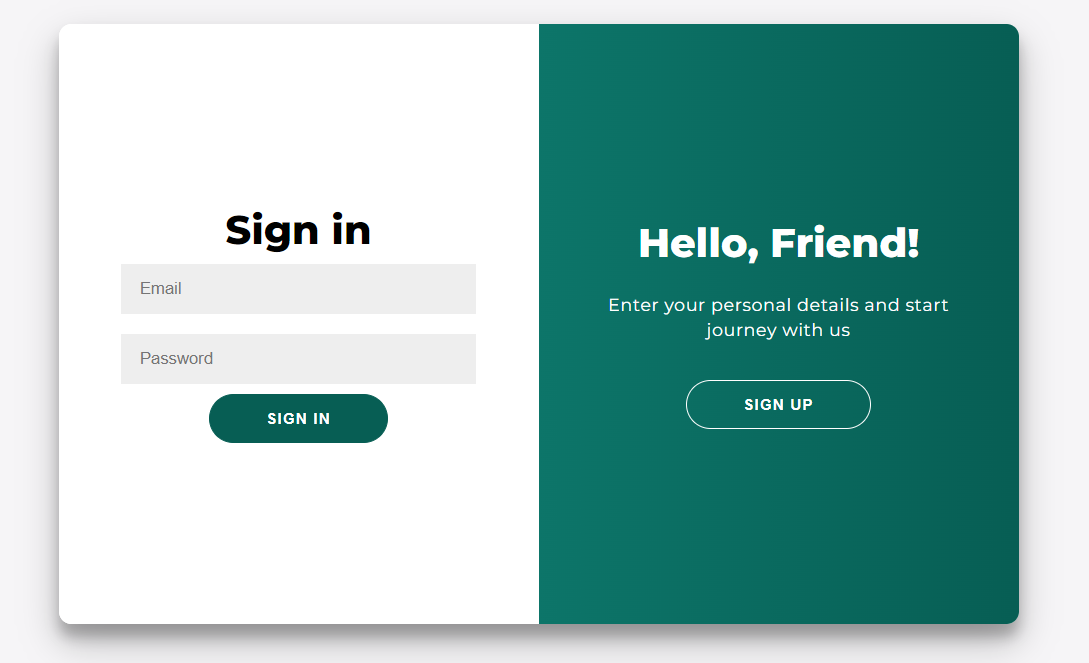 Sign in
Email
Password
SIGN IN
Hello, Friend!
Enter your personal details and start
journey with us
SIGN UP